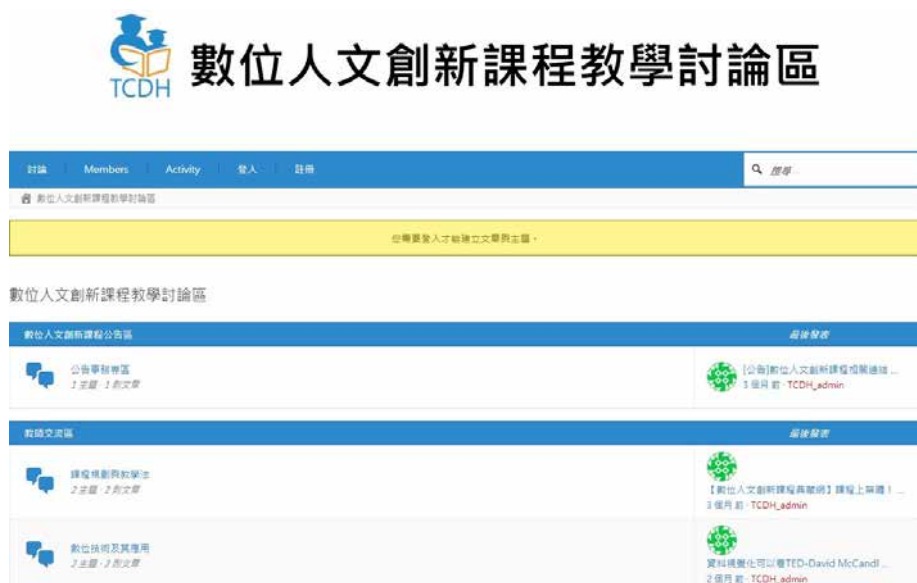 TCDH
數位人文創新課程教學討論區
討論 Members Activity 登入 註冊 搜尋...
數位人文創新課程教學討論區
您需要登入才能建立文章與主題。
數位人文創新課程教學討論區
數位人文創新課程公告區 最後發表
公告事務專區
1 主題 · 1 則文章
[公告]數位人文創新課程相關連結 ...
3 個月 前 · TCDH_admin
教師交流區 最後發表
課程規劃與教學法
2 主題 · 2 則文章
【數位人文創新課程典藏網】課程上架囉！ ...
3 個月 前 · TCDH_admin
數位技術及其應用
3 主題 · 3 則文章
資料視覺化可以看TED-David McCandl ...
2 個月 前 · TCDH_admin